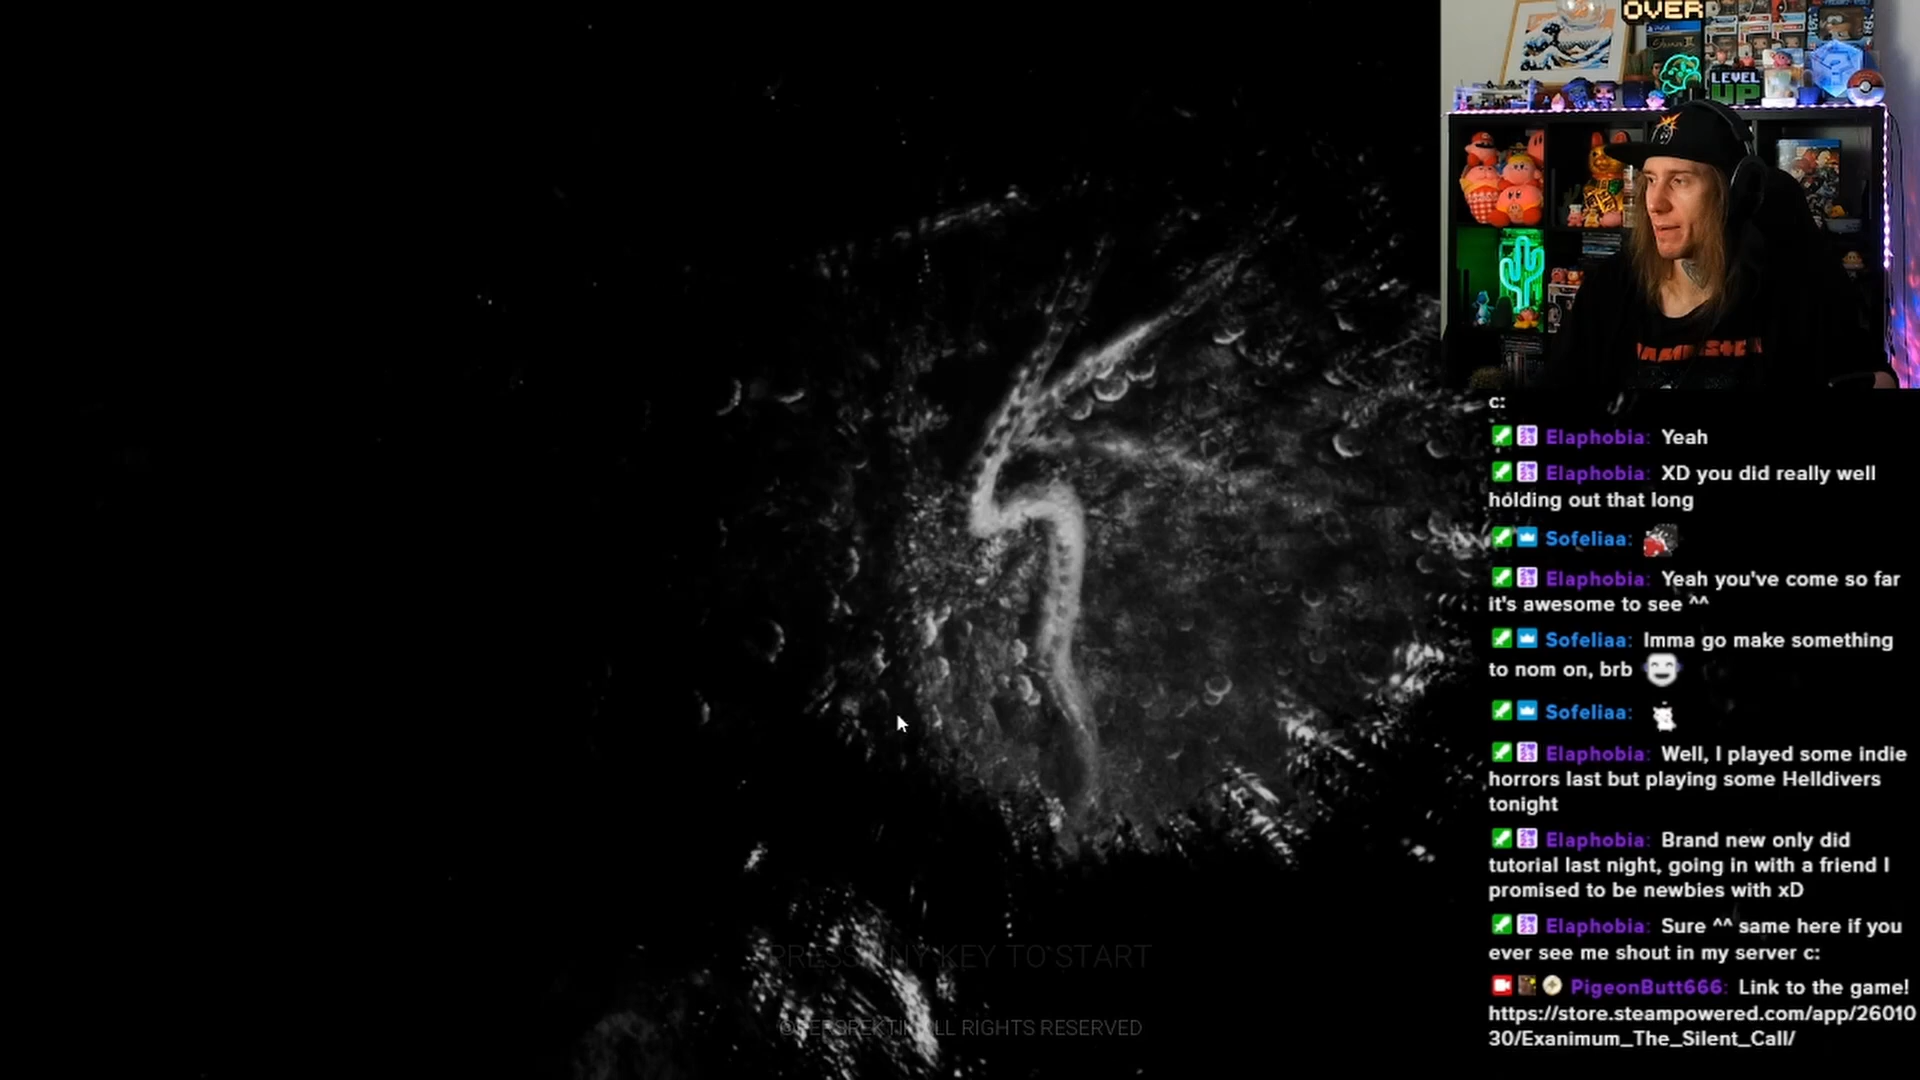 OVER
LEVEL
UP
c:
Elaphobia: Yeah
Elaphobia: XD you did really well
holding out that long
Sofeliaa:
Elaphobia: Yeah you've come so far
it's awesome to see ^^
Sofeliaa: Imma go make something
to nom on, brb
Sofeliaa:
Elaphobia: Well, I played some indie
horrors last but playing some Helldivers
tonight
Elaphobia: Brand new only did
tutorial last night, going in with a friend I
promised to be newbies with xD
Elaphobia: Sure ^^ same here if you
ever see me shout in my server c:
PigeonButt666: Link to the game!
https://store.steampowered.com/app/26010
30/Exanimum_The_Silent_Call/
PRESS ANY KEY TO START
ALL RIGHTS RESERVED